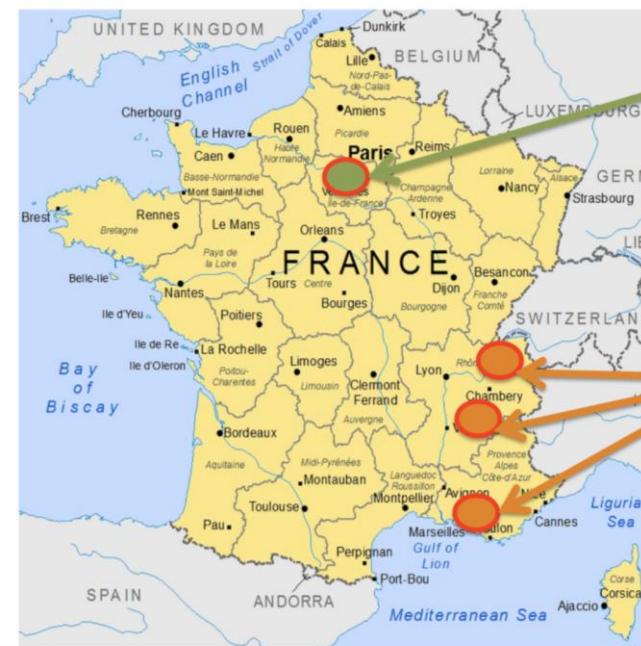 UNITED KINGDOM
Dunkirk
Strait of Dover
Calais
BELGIUM
English
Channel
Lille
Nord-Pas-
de-Calais
LUXEMBOURG
Cherbourg
Amiens
Le Havre
Rouen
Picardie
Haute
Normandie
Paris
Reims
Caen
Basse-Normandie
Lorraine
Alsace
GER
Mont Saint-Michel
Ile-de-France
Champagne
Ardenne
Nancy
Strasbourg
Brest
Rennes
Bretagne
Le Mans
Troyes
Orleans
LIE
Pays de
la Loire
FRANCE
Besancon
Belle-Ile
Nantes
Tours
Centre
Dijon
Franche
Comté
Bourges
Bourgogne
Ile d'Yeu
Poitiers
SWITZERLAN
Ile de Re
La Rochelle
Ile d'Oleron
Poitou-
Charentes
Limoges
Limousin
Clermont
Ferrand
Auvergne
Lyon
Rhôn
Chambery
Bay
of
Biscay
V
Bordeaux
Aquitaine
Midi-Pyrénées
Montauban
Languedoc
Roussillon
Provence
Alpes
Côte-d'Azur
Avignon
Nice
Toulouse
Montpellier
Cannes
Liguria
Sea
Pau
Marseilles
oulon
Gulf of
Lion
Perpignan
Port-Bou
Corse
Corsica
SPAIN
ANDORRA
Mediterranean Sea
Ajaccio